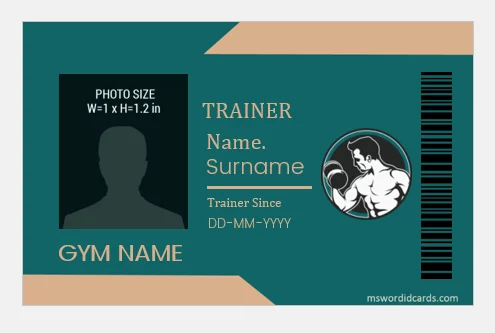 PHOTO SIZE
W=1 x H=1.2 in
TRAINER
Name.
Surname
Trainer Since
DD-MM-YYYY
GYM NAME
mswordidcards.com